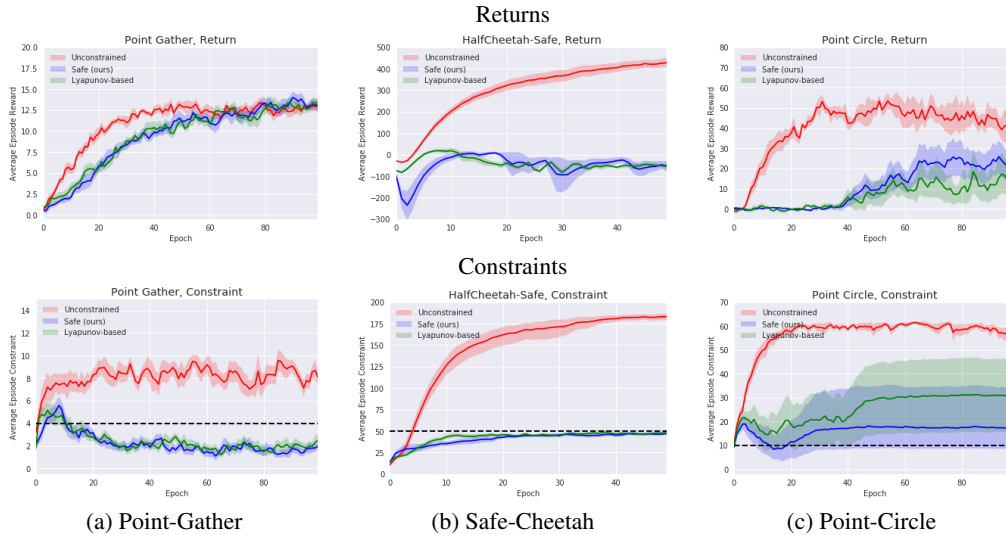 Returns
Point Gather, Return
Unconstrained
Safe (ours)
Lyapunov-based
Average Epsiode Reward
20.0
17.5
15.0
12.5
10.0
7.5
5.0
2.5
0.0
0 20 40 60 80
Epoch
HalfCheetah-Safe, Return
Unconstrained
Safe (ours)
Lyapunov-based
Average Epsiode Reward
500
400
300
200
100
0
−100
−200
−300
0 10 20 30 40
Epoch
Point Circle, Return
Unconstrained
Safe (ours)
Lyapunov-based
Average Epsiode Reward
80
70
60
50
40
30
20
10
0
0 20 40 60 80
Epoch
Constraints
Point Gather, Constraint
Unconstrained
Safe (ours)
Lyapunov-based
Average Epsiode Constraint
14
12
10
8
6
4
2
0
0 20 40 60 80
Epoch
HalfCheetah-Safe, Constraint
Unconstrained
Safe (ours)
Lyapunov-based
Average Epsiode Constraint
200
175
150
125
100
75
50
25
0
0 10 20 30 40
Epoch
Point Circle, Constraint
Unconstrained
Safe (ours)
Lyapunov-based
Average Epsiode Constraint
70
60
50
40
30
20
10
0
0 20 40 60 80
Epoch
(a) Point-Gather
(b) Safe-Cheetah
(c) Point-Circle